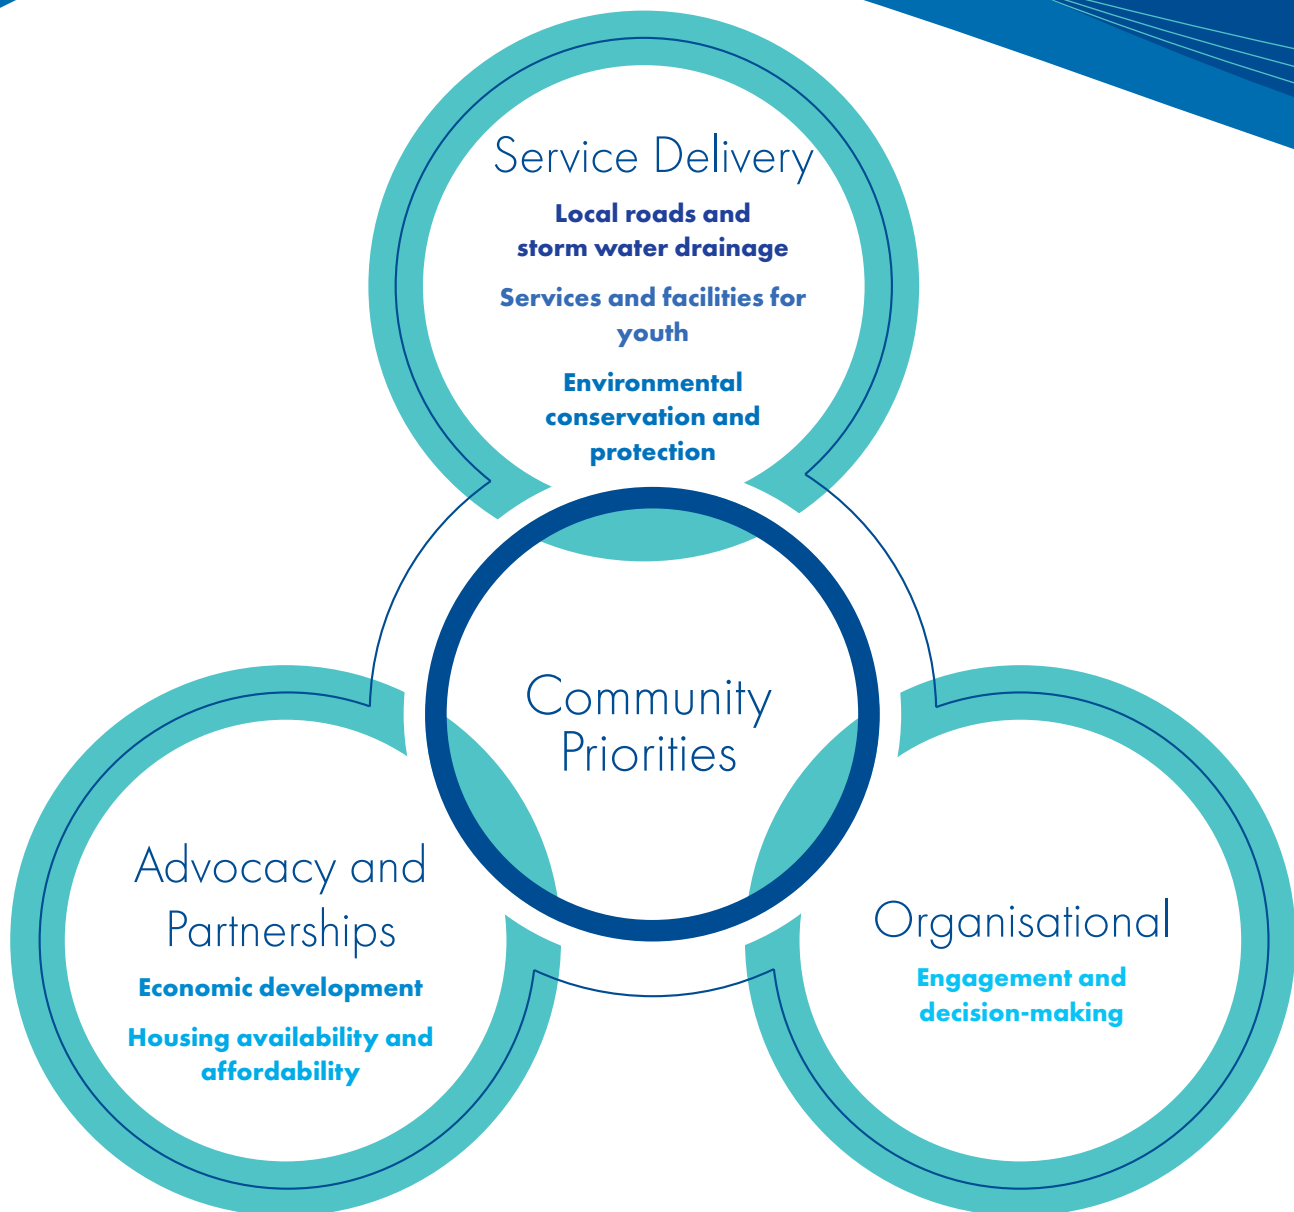 Service Delivery
Local roads and
storm water drainage
Services and facilities for
youth
Environmental
conservation and
protection
Community
Priorities
Advocacy and
Partnerships
Economic development
Housing availability and
affordability
Organisational
Engagement and
decision-making